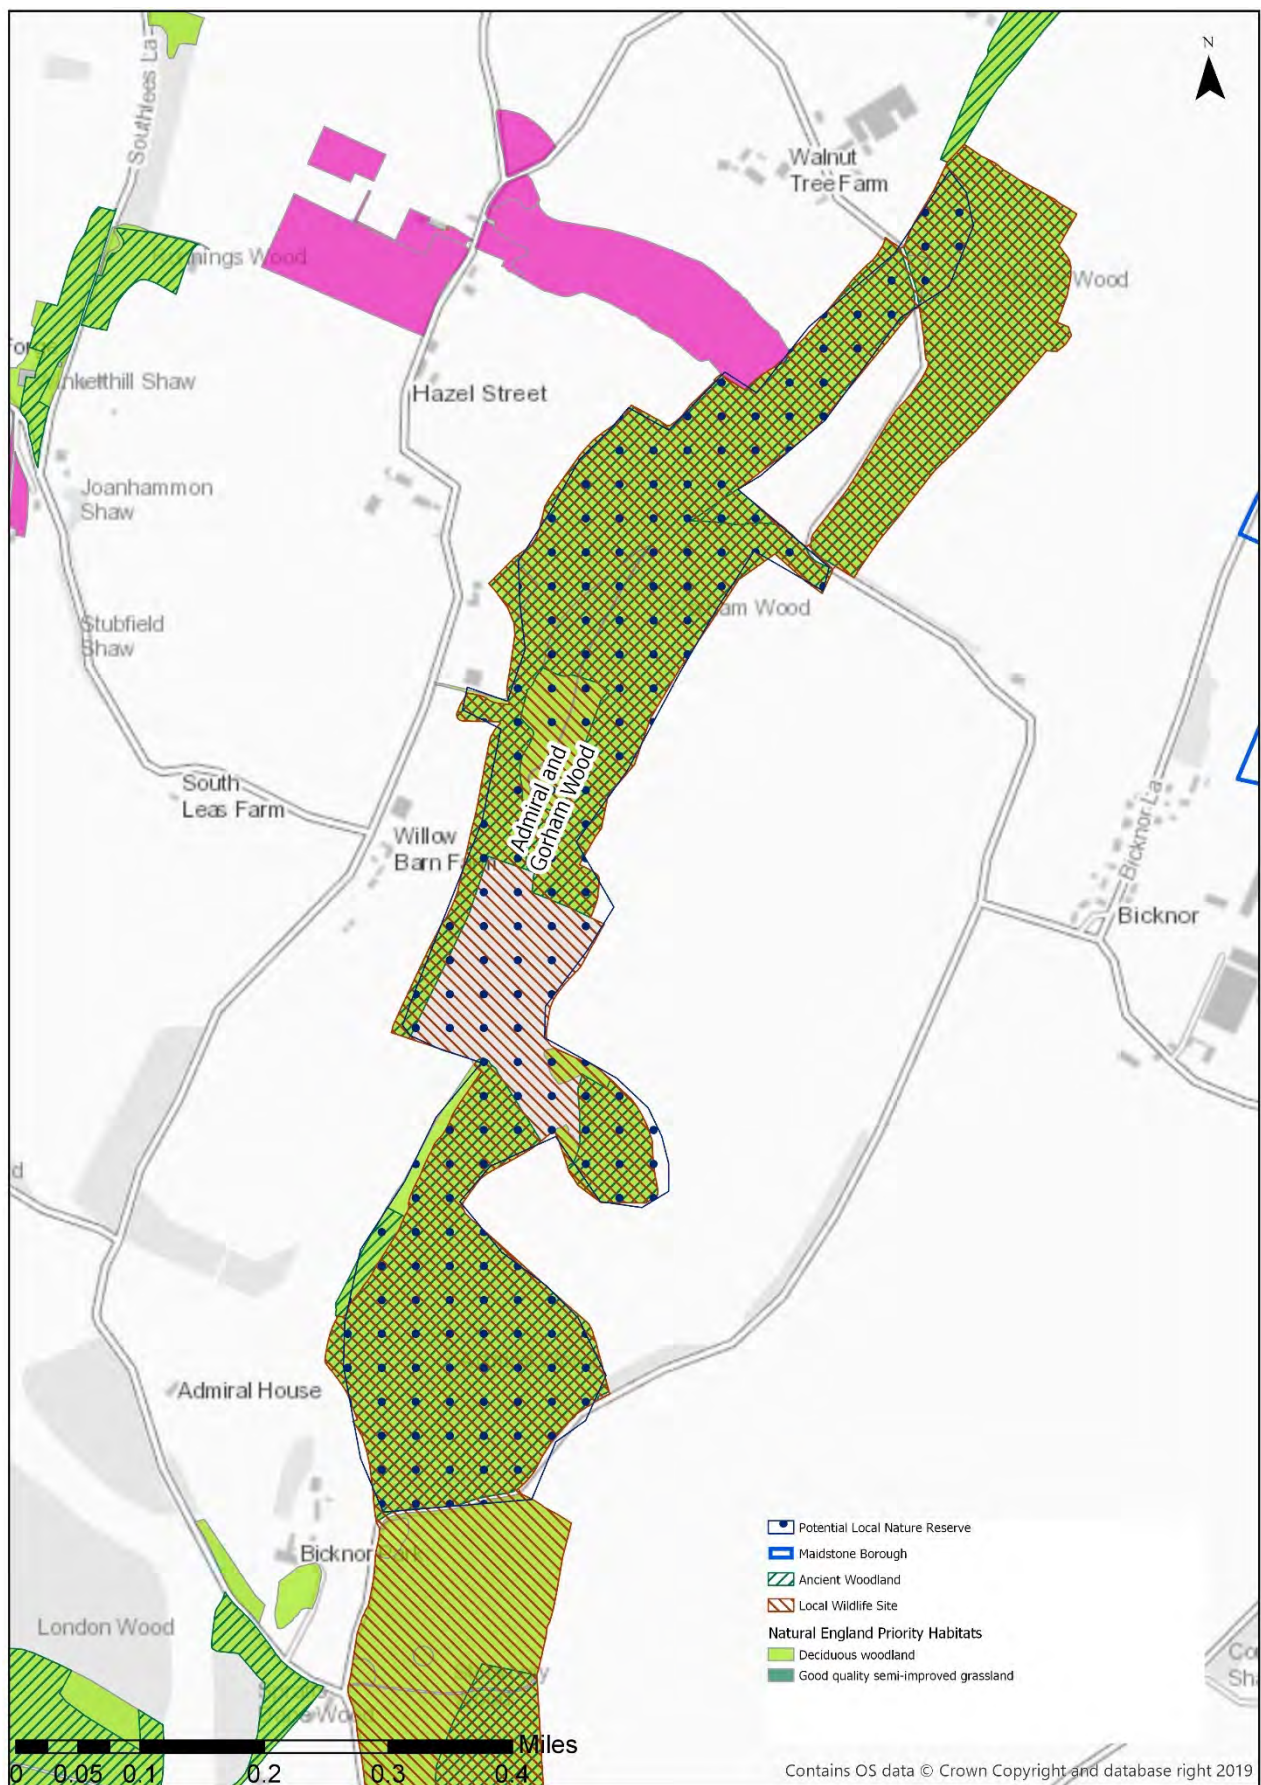 N
Southlees La
Walnut
Tree Farm
Wood
Hazel Street
Joanhammon
Shaw
Wood
Stubfield
Shaw
South
Leas Farm
Admiral and
Gorham Wood
Willow
Barn
Bicknor La
Bicknor
d
Admiral House
Bicknor
London Wood
Potential Local Nature Reserve
Maidstone Borough
Ancient Woodland
Local Wildlife Site
Natural England Priority Habitats
Deciduous woodland
Good quality semi-improved grassland
Miles
0 0.05 0.1 0.2 0.3 0.4
Contains OS data © Crown Copyright and database right 2019